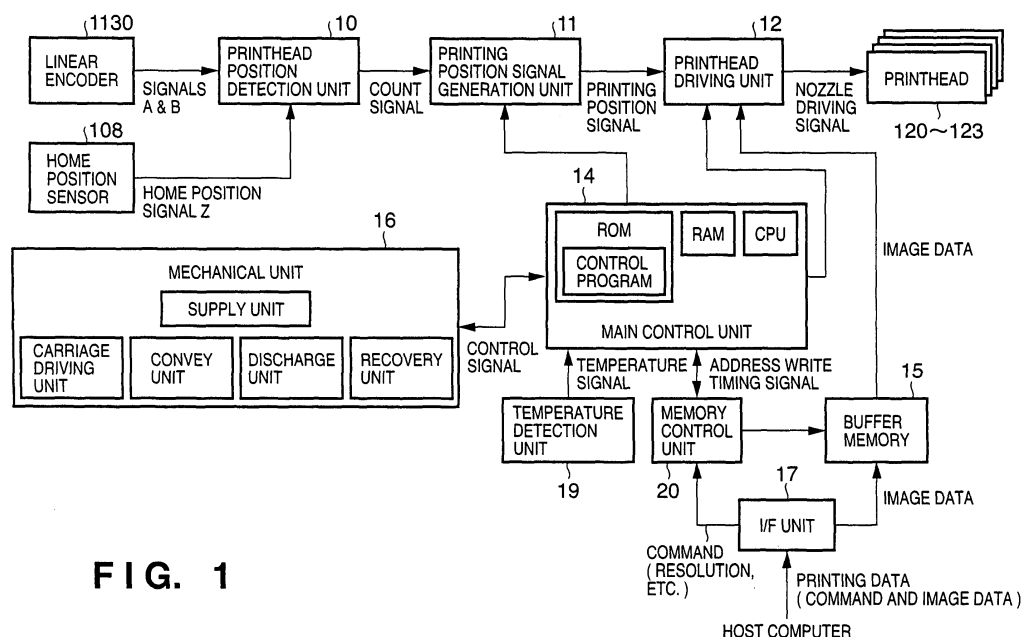 1130
10
11
12
LINEAR
ENCODER
SIGNALS
A & B
PRINTHEAD
POSITION
DETECTION UNIT
COUNT
SIGNAL
PRINTING
POSITION SIGNAL
GENERATION UNIT
PRINTING
POSITION
SIGNAL
PRINTHEAD
DRIVING UNIT
NOZZLE
DRIVING
SIGNAL
PRINTHEAD
120~123
108
HOME
POSITION
SENSOR
HOME POSITION
SIGNAL Z
16
MECHANICAL UNIT
SUPPLY UNIT
CARRIAGE
DRIVING
UNIT
CONVEY
UNIT
DISCHARGE
UNIT
RECOVERY
UNIT
CONTROL
SIGNAL
14
ROM
CONTROL
PROGRAM
RAM
CPU
MAIN CONTROL UNIT
IMAGE DATA
TEMPERATURE
SIGNAL
ADDRESS WRITE
TIMING SIGNAL
TEMPERATURE
DETECTION
UNIT
19
MEMORY
CONTROL
UNIT
20
15
BUFFER
MEMORY
IMAGE DATA
17
I/F UNIT
COMMAND
( RESOLUTION,
ETC. )
PRINTING DATA
( COMMAND AND IMAGE DATA )
HOST COMPUTER
FIG. 1